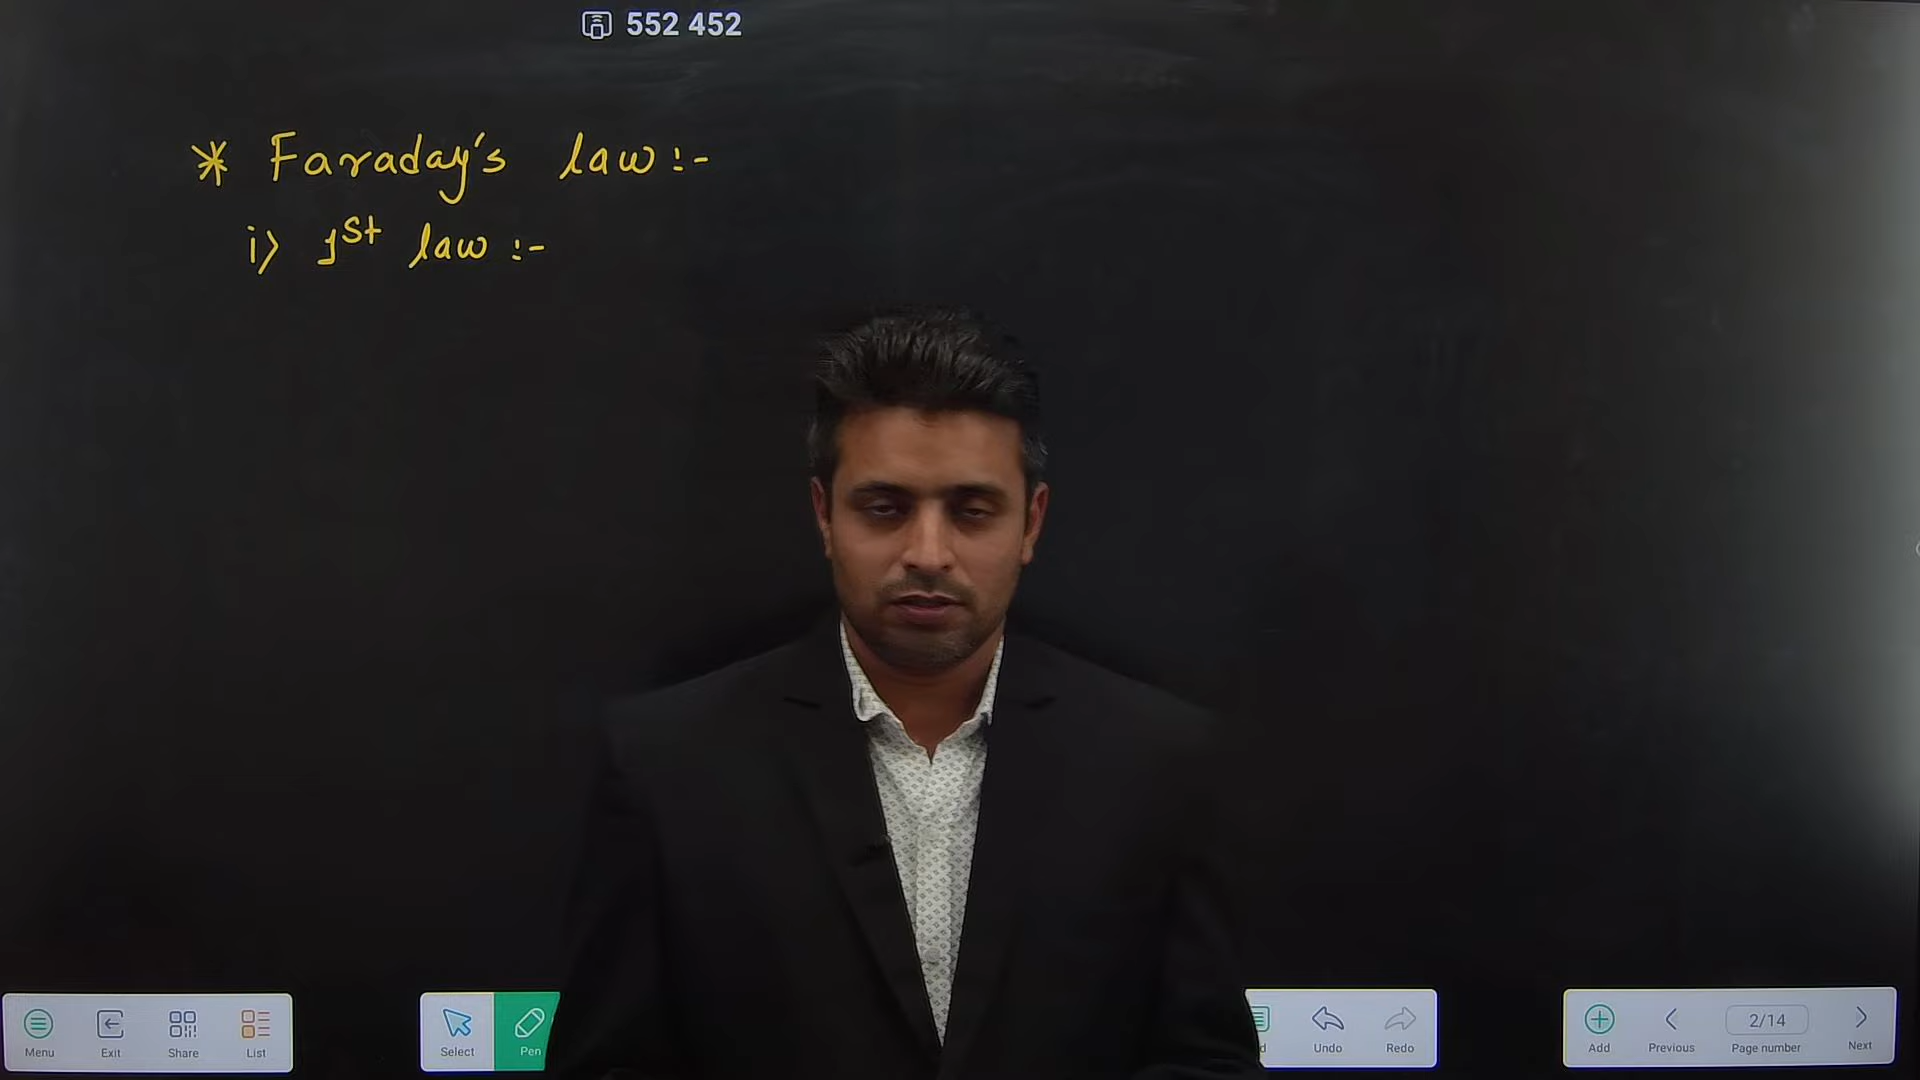 552 452
* Faraday's law :-
i) 1st law :-
Menu Exit Share List Select Pen d Undo Redo Add Previous 2/14 Page number Next